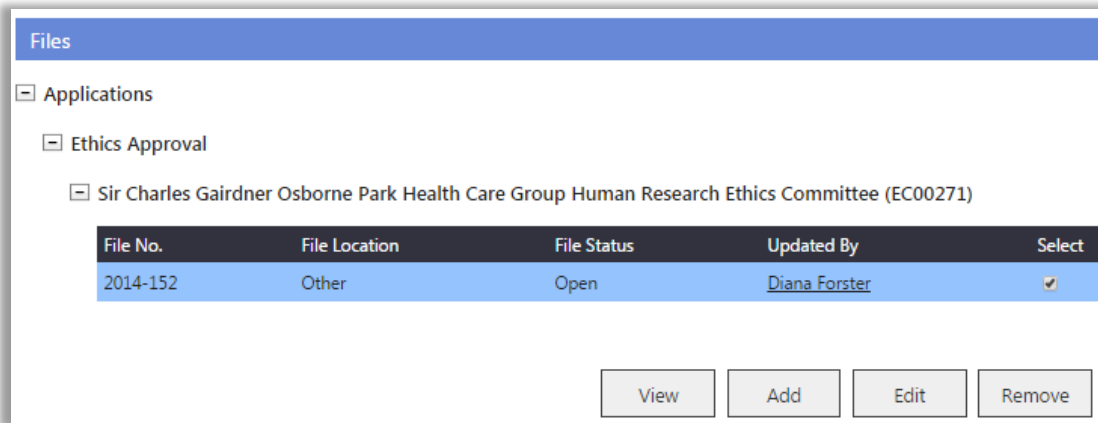 Files
Applications
Ethics Approval
Sir Charles Gairdner Osborne Park Health Care Group Human Research Ethics Committee (EC00271)
File No. File Location File Status Updated By Select
2014-152 Other Open Diana Forster
View Add Edit Remove